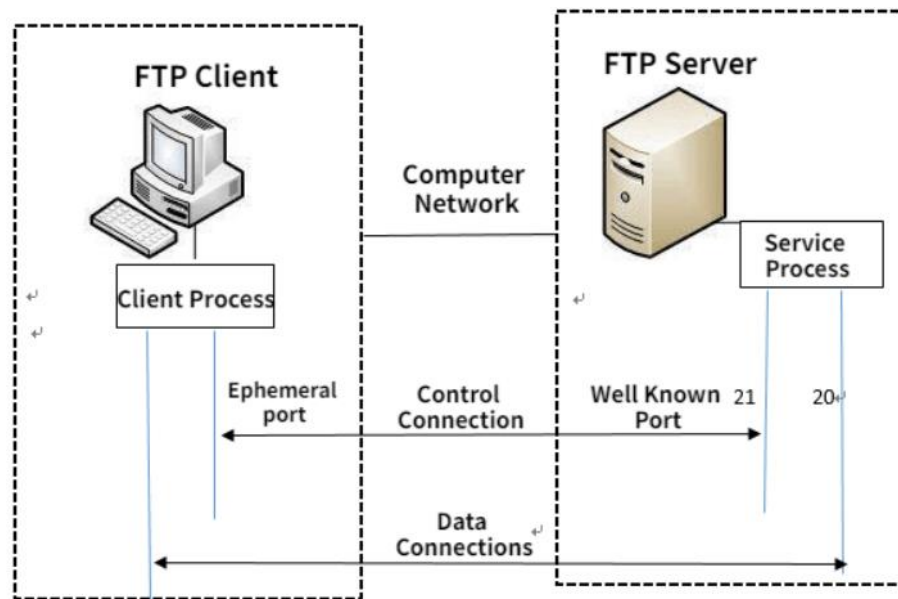 FTP Client
FTP Server
Computer
Network
Service
Process
Client Process
Ephemeral
port
Control
Connection
Well Known
Port
21
20
Data
Connections